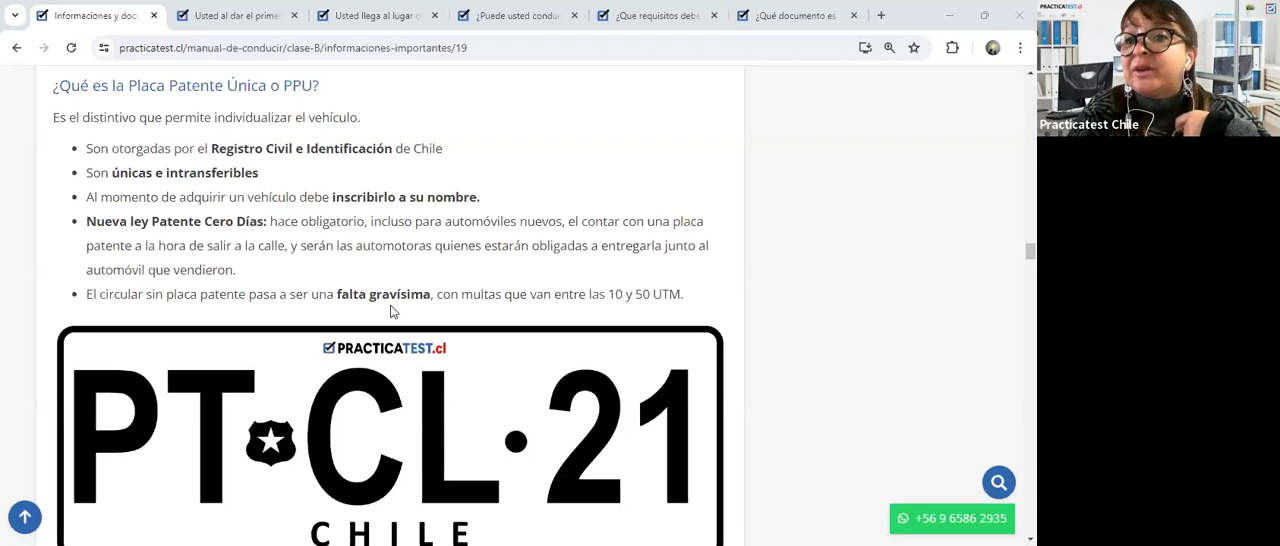 Informaciones y docu
Usted al dar el primer
Usted llega al lugar o
¿Puede usted conduc
¿Que requisitos debe
¿Qué documento es
practicatest.cl/manual-de-conducir/clase-B/informaciones-importantes/19
PRACTICATEST.cl
Practicatest Chile
¿Qué es la Placa Patente Única o PPU?
Es el distintivo que permite individualizar el vehículo.
• Son otorgadas por el Registro Civil e Identificación de Chile
• Son únicas e intransferibles
• Al momento de adquirir un vehículo debe inscribirlo a su nombre.
• Nueva ley Patente Cero Días: hace obligatorio, incluso para automóviles nuevos, el contar con una placa
patente a la hora de salir a la calle, y serán las automotoras quienes estarán obligadas a entregarla junto al
automóvil que vendieron.
• El circular sin placa patente pasa a ser una falta gravísima, con multas que van entre las 10 y 50 UTM.
PRACTICATEST.cl
PT CL·21
CHILE
+56 9 6586 2935